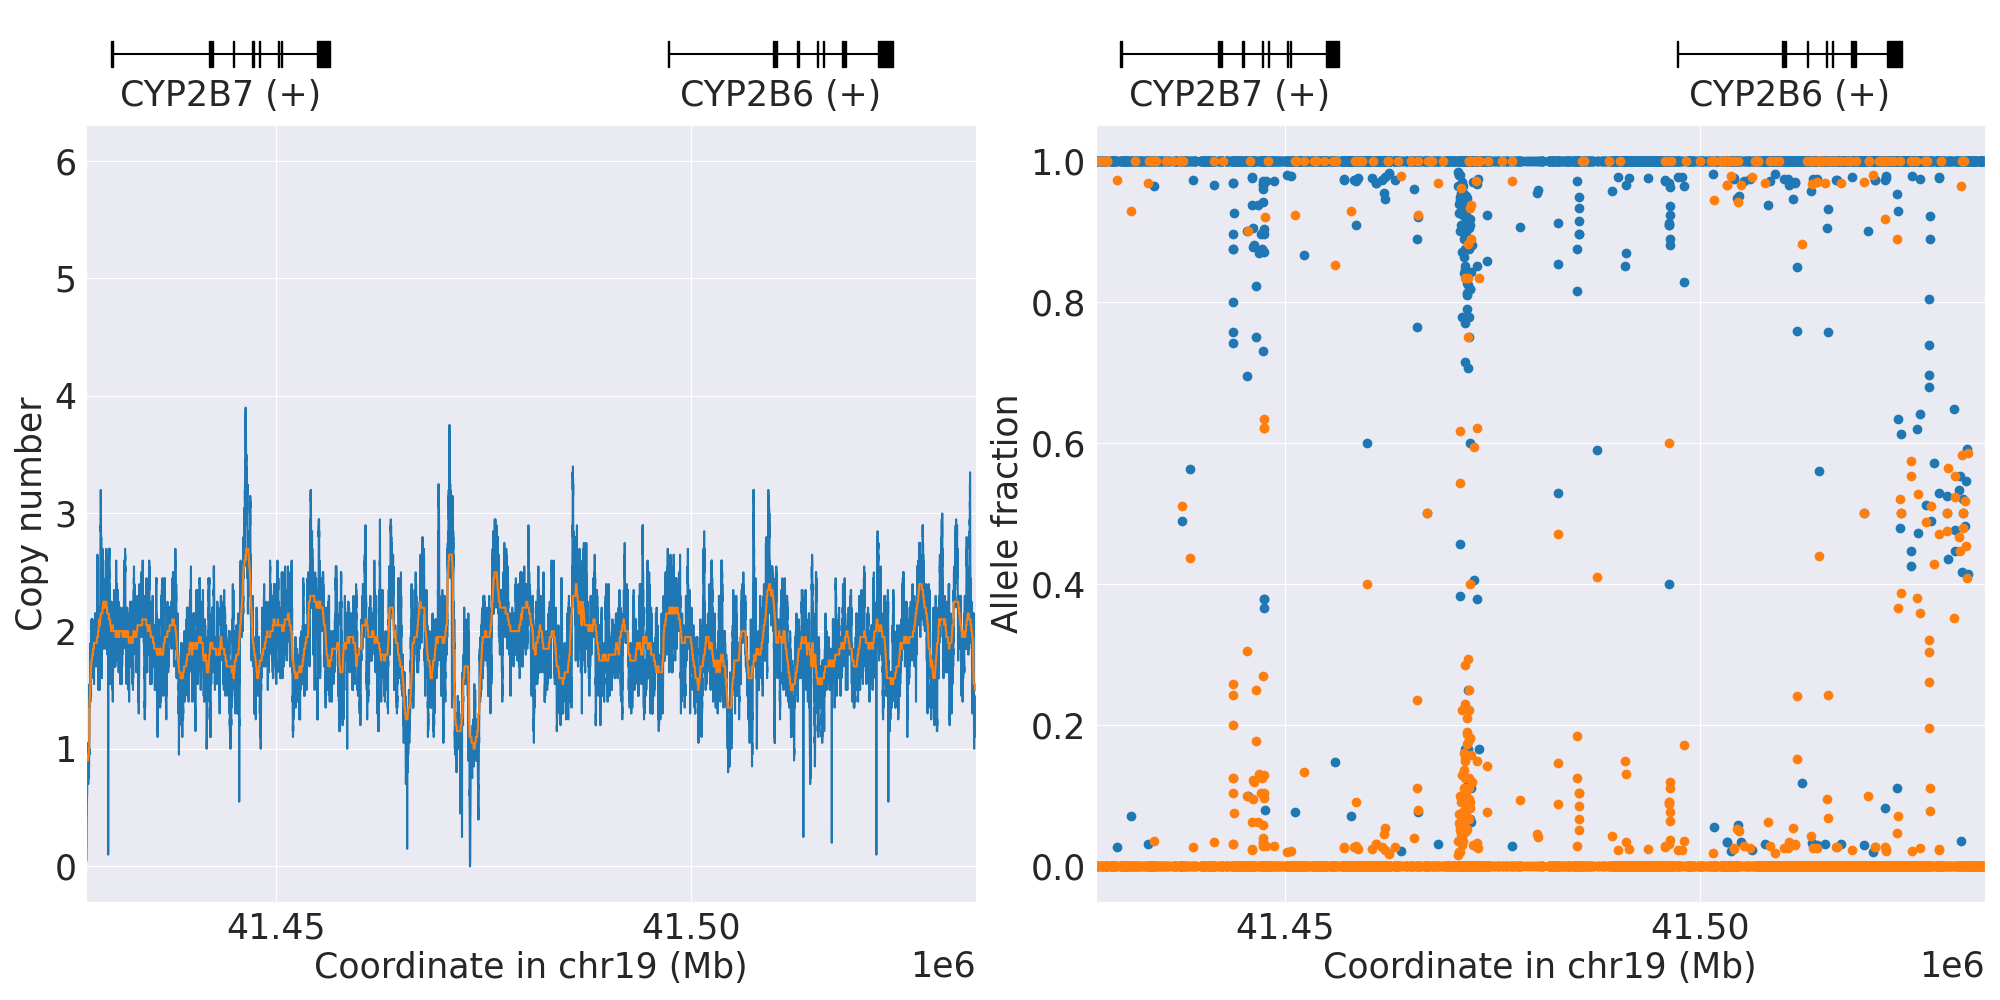 CYP2B7 (+)
CYP2B6 (+)
CYP2B7 (+)
CYP2B6 (+)
Copy number
6
5
4
3
2
1
0
41.45
41.50
Coordinate in chr19 (Mb)
1e6
Allele fraction
1.0
0.8
0.6
0.4
0.2
0.0
41.45
41.50
Coordinate in chr19 (Mb)
1e6